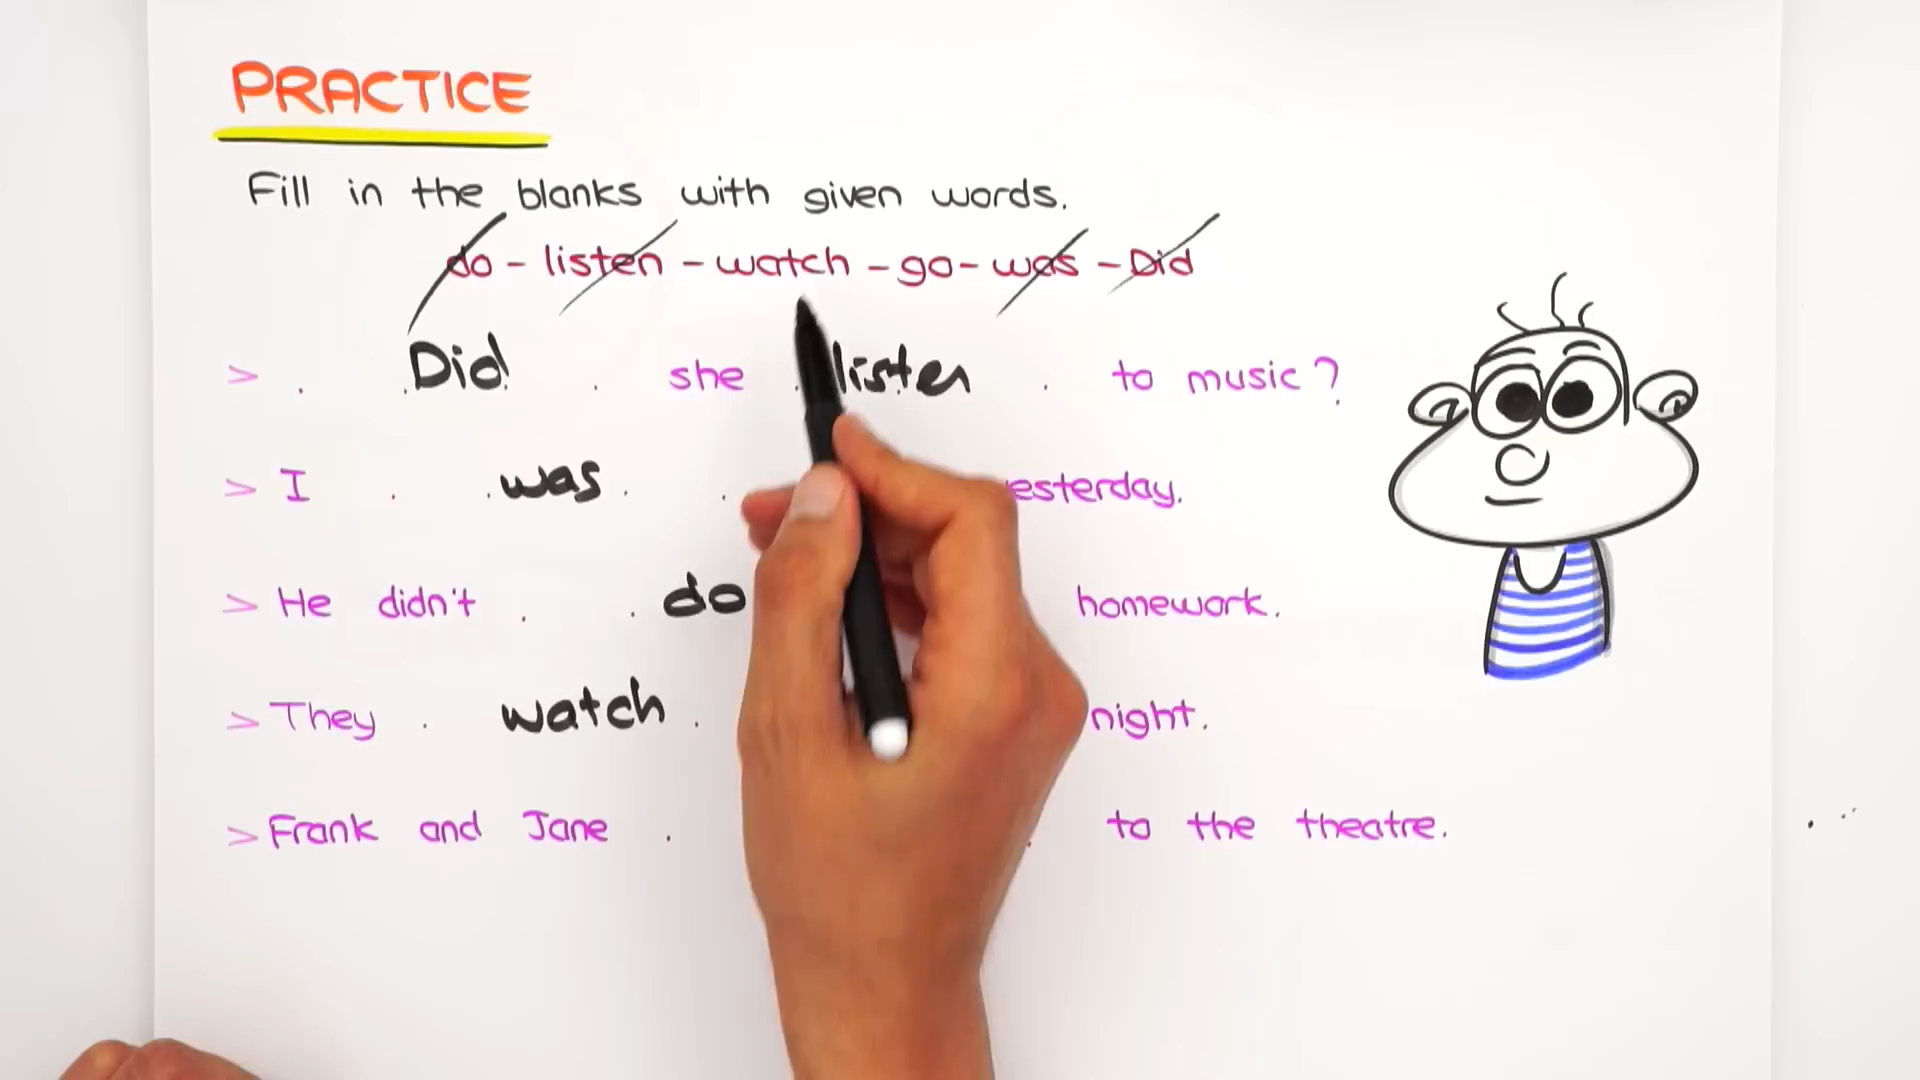 PRACTICE
Fill in the blanks with given words.
do - listen - watch - go - was - Did
> Did she listen to music?
> I was yesterday.
> He didn't do homework.
> They watch night.
> Frank and Jane to the theatre.